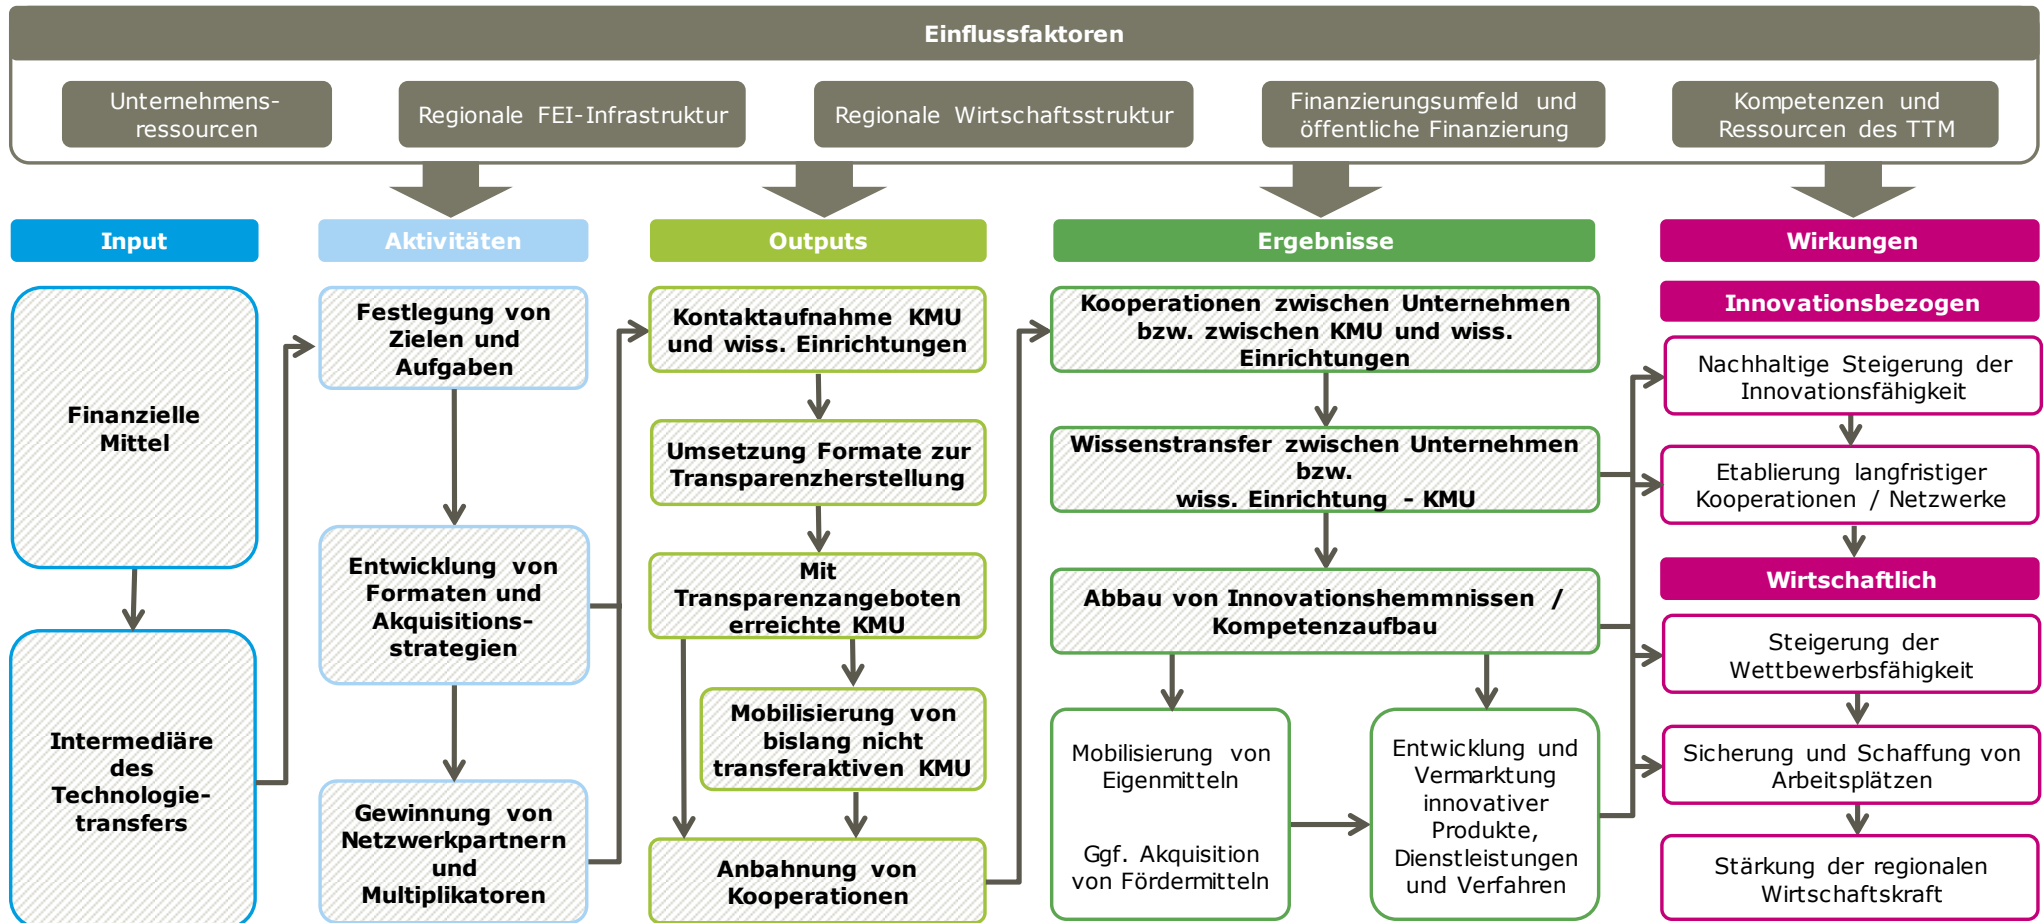 Einflussfaktoren
Unternehmens-
ressourcen
Regionale FEI-Infrastruktur
Regionale Wirtschaftsstruktur
Finanzierungsumfeld und
öffentliche Finanzierung
Kompetenzen und
Ressourcen des TTM
Input
Finanzielle
Mittel
Intermediäre
des
Technologie-
transfers
Aktivitäten
Festlegung von
Zielen und
Aufgaben
Entwicklung von
Formaten und
Akquisitions-
strategien
Gewinnung von
Netzwerkpartnern
und
Multiplikatoren
Outputs
Kontaktaufnahme KMU
und wiss. Einrichtungen
Umsetzung Formate zur
Transparenzherstellung
Mit
Transparenzangeboten
erreichte KMU
Mobilisierung von
bislang nicht
transferaktiven KMU
Anbahnung von
Kooperationen
Ergebnisse
Kooperationen zwischen Unternehmen
bzw. zwischen KMU und wiss.
Einrichtungen
Wissenstransfer zwischen Unternehmen
bzw.
wiss. Einrichtung - KMU
Abbau von Innovationshemmnissen /
Kompetenzaufbau
Mobilisierung von
Eigenmitteln
Ggf. Akquisition
von Fördermitteln
Entwicklung und
Vermarktung
innovativer
Produkte,
Dienstleistungen
und Verfahren
Wirkungen
Innovationsbezogen
Nachhaltige Steigerung der
Innovationsfähigkeit
Etablierung langfristiger
Kooperationen / Netzwerke
Wirtschaftlich
Steigerung der
Wettbewerbsfähigkeit
Sicherung und Schaffung von
Arbeitsplätzen
Stärkung der regionalen
Wirtschaftskraft